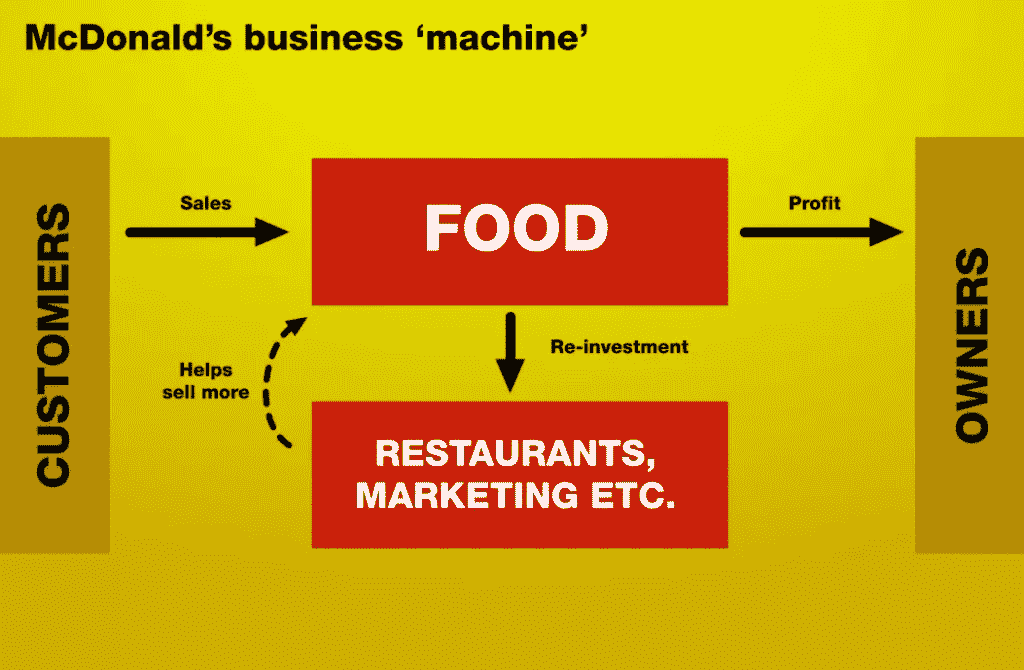 McDonald’s business ‘machine’
CUSTOMERS
Sales
FOOD
Profit
OWNERS
Re-investment
Helps
sell more
RESTAURANTS,
MARKETING ETC.